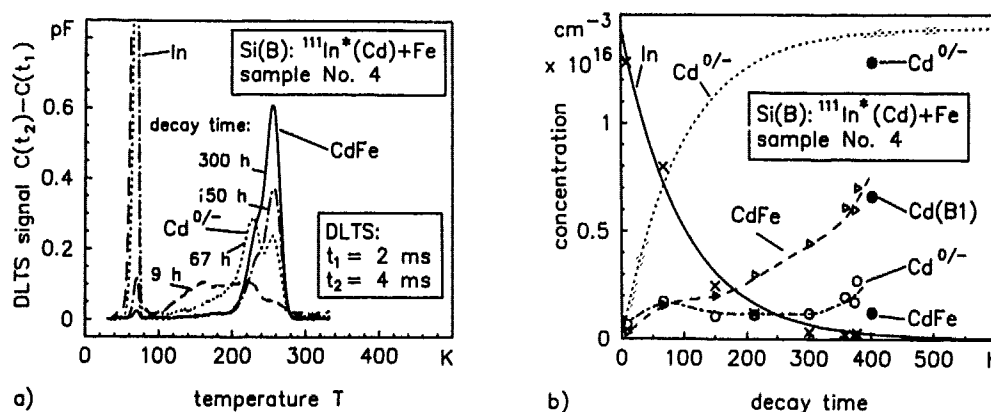 pF
In
Si(B): ¹¹¹In*(Cd)+Fe
sample No. 4
0.8
0.6
0.4
0.2
0
DLTS signal C(t₂)−C(t₁)
decay time:
CdFe
300 h
150 h
Cd⁰/⁻
67 h
9 h
DLTS:
t₁ = 2 ms
t₂ = 4 ms
0 100 200 300 K
a) temperature T
cm⁻³
× 10¹⁶
1
0.5
0
concentration
In
Cd⁰/⁻
Cd⁰/⁻
Si(B): ¹¹¹In*(Cd)+Fe
sample No. 4
CdFe
Cd(B1)
Cd⁰/⁻
CdFe
0 100 200 300 400 500 h
b) decay time